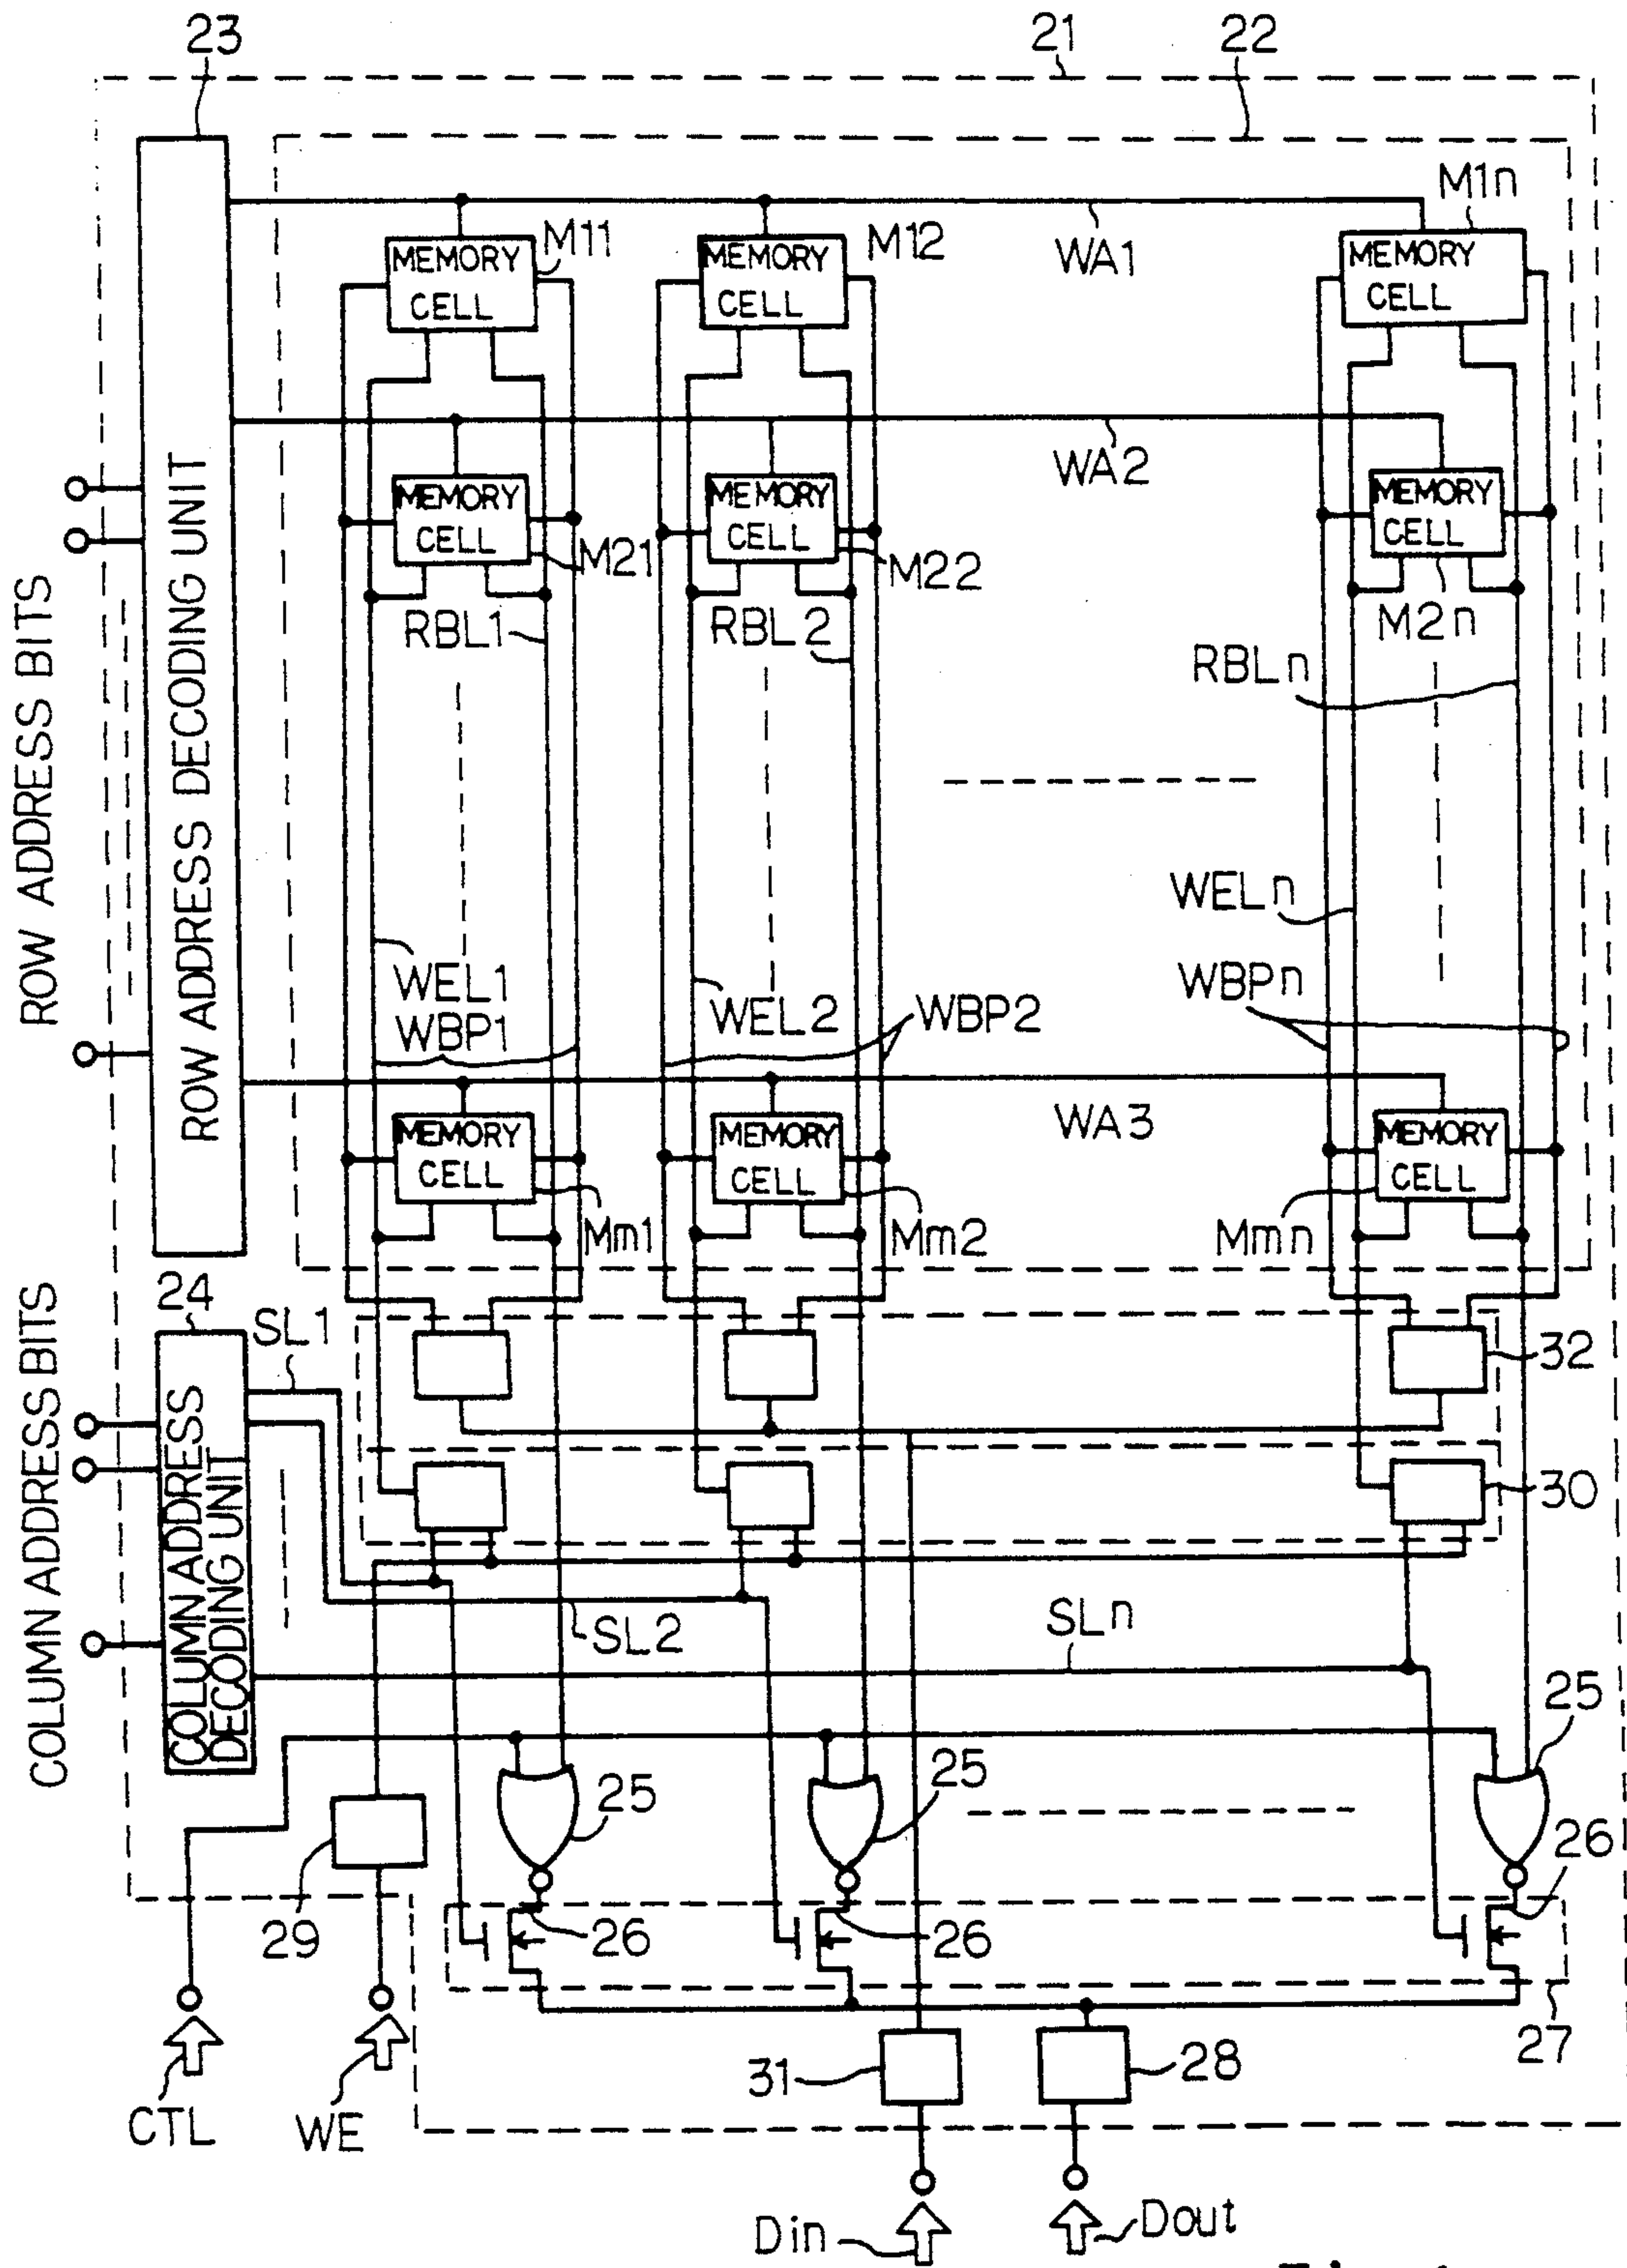 23
21
22
M1n
MEMORY CELL
M11
MEMORY CELL
M12
WA1
MEMORY CELL
WA2
MEMORY CELL
M21
MEMORY CELL
M22
MEMORY CELL
M2n
RBL1
RBL2
RBLn
ROW ADDRESS BITS
ROW ADDRESS DECODING UNIT
WELn
WEL1
WBP1
WEL2
WBP2
WBPn
WA3
MEMORY CELL
Mm1
MEMORY CELL
Mm2
MEMORY CELL
Mmn
24
SL1
32
COLUMN ADDRESS BITS
COLUMN ADDRESS DECODING UNIT
30
SL2
SLn
25
25
25
26
29
26
26
27
31
28
CTL
WE
Din
Dout